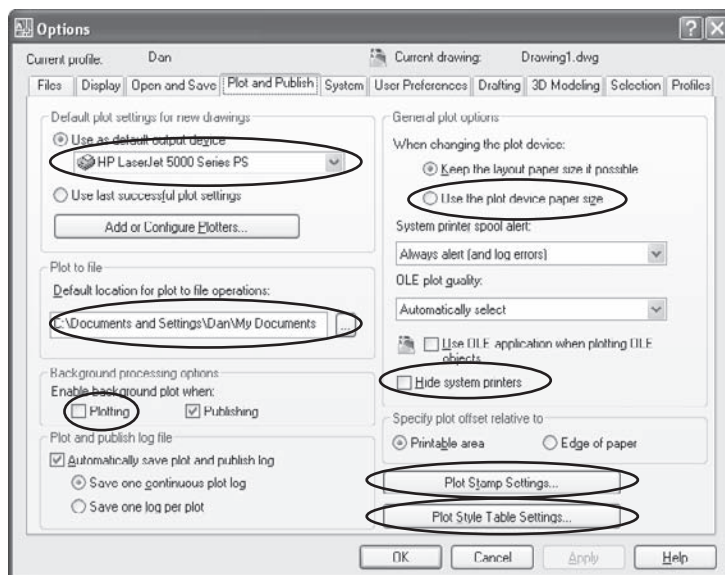 Options
Current profile: Dan
Current drawing: Drawing1.dwg
Files Display Open and Save Plot and Publish System User Preferences Drafting 3D Modeling Selection Profiles
Default plot settings for new drawings
Use as default output device
HP LaserJet 5000 Series PS
Use last successful plot settings
Add or Configure Plotters...
Plot to file
Default location for plot to file operations:
C:\Documents and Settings\Dan\My Documents
...
Background processing options
Enable background plot when:
Plotting Publishing
Plot and publish log file
Automatically save plot and publish log
Save one continuous plot log
Save one log per plot
General plot options
When changing the plot device:
Keep the layout paper size if possible
Use the plot device paper size
System printer spool alert:
Always alert (and log errors)
OLE plot quality:
Automatically select
Use OLE application when plotting OLE
objects
Hide system printers
Specify plot offset relative to
Printable area Edge of paper
Plot Stamp Settings...
Plot Style Table Settings...
OK Cancel Apply Help